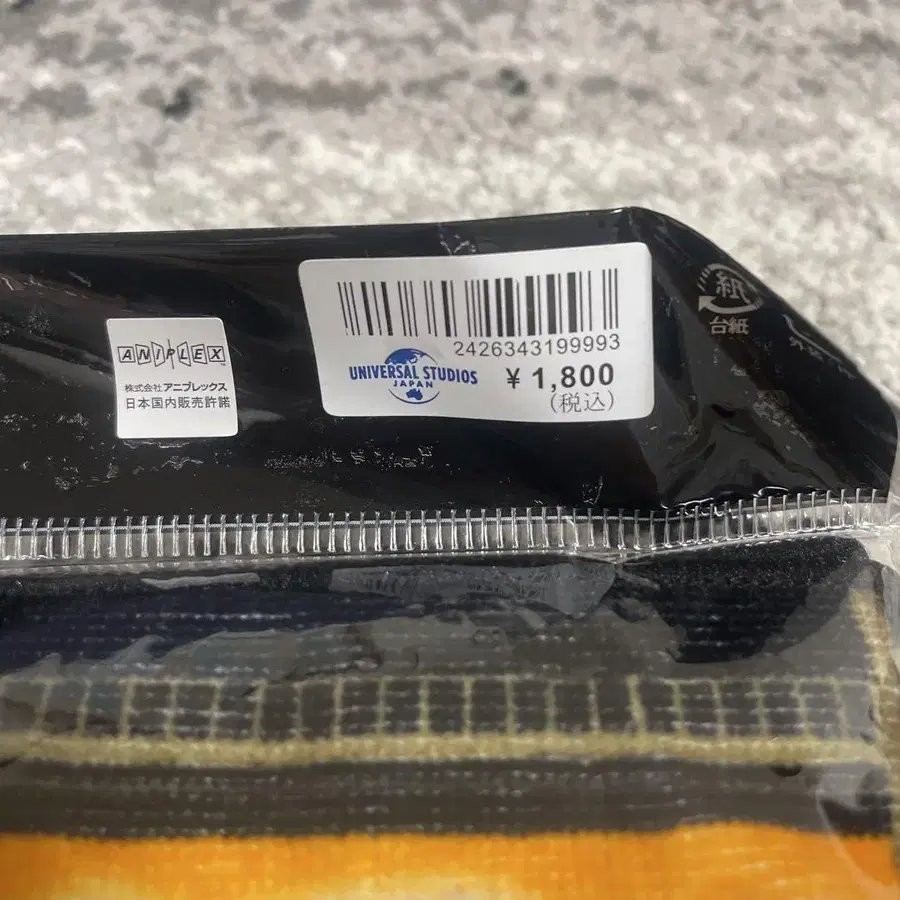 ANIPLEX
株式会社アニプレックス
日本国内販売許諾
2426343199993
UNIVERSAL STUDIOS
JAPAN
¥ 1,800
(税込)
紙
台紙